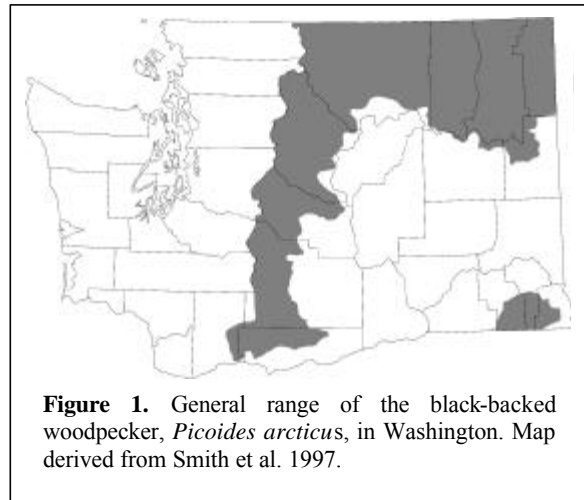 Figure 1. General range of the black-backed
woodpecker, Picoides arcticus, in Washington. Map
derived from Smith et al. 1997.